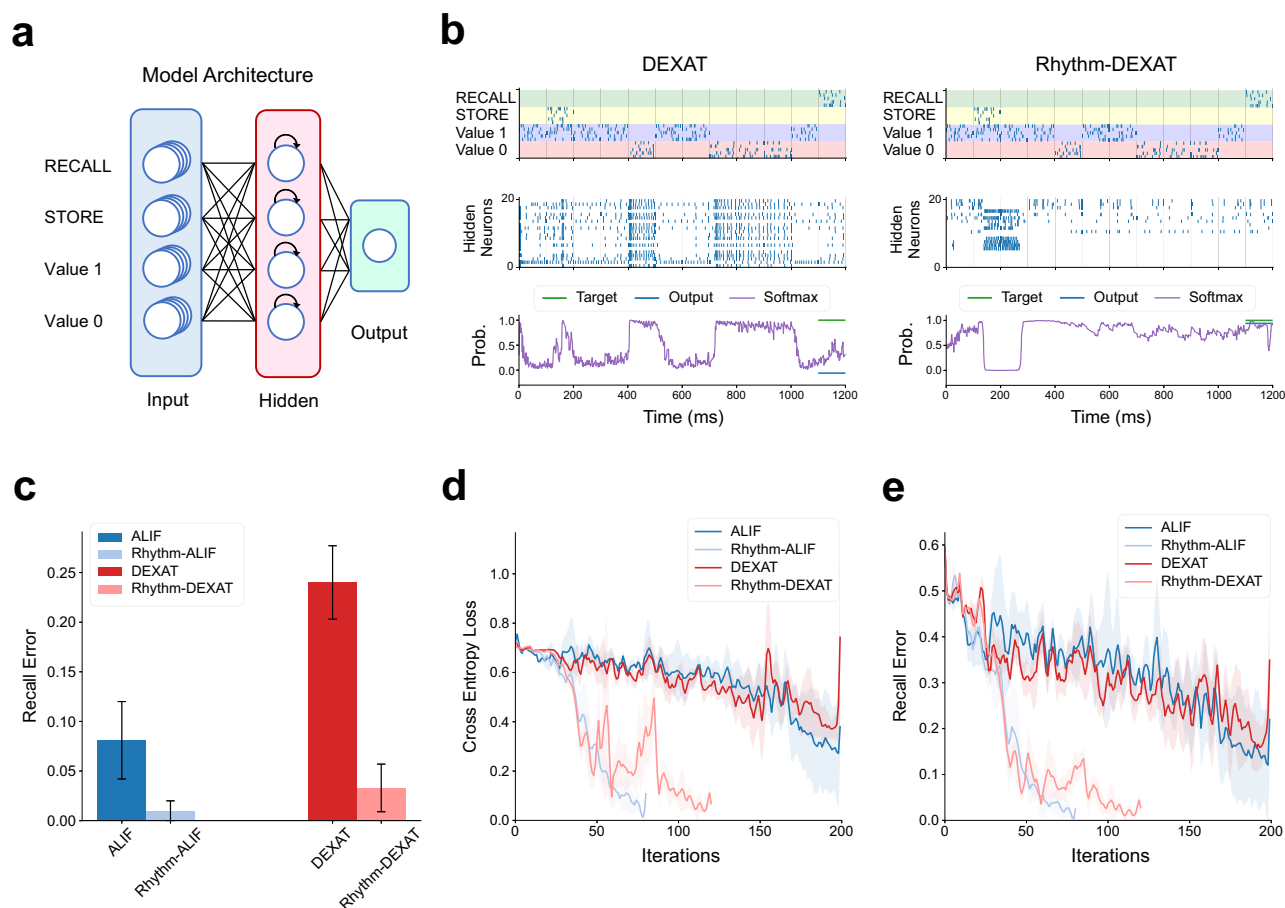 a
Model Architecture
RECALL
STORE
Value 1
Value 0
Input
Hidden
Output
b
DEXAT
RECALL
STORE
Value 1
Value 0
20
0
Hidden
Neurons
Target Output Softmax
1.0
0.5
0.0
Prob.
0 200 400 600 800 1000 1200
Time (ms)
Rhythm-DEXAT
RECALL
STORE
Value 1
Value 0
20
0
Hidden
Neurons
Target Output Softmax
1.0
0.5
0.0
Prob.
0 200 400 600 800 1000 1200
Time (ms)
c
ALIF
Rhythm-ALIF
DEXAT
Rhythm-DEXAT
0.25
0.20
0.15
0.10
0.05
0.00
Recall Error
ALIF
Rhythm-ALIF
DEXAT
Rhythm-DEXAT
d
ALIF
Rhythm-ALIF
DEXAT
Rhythm-DEXAT
1.0
0.8
0.6
0.4
0.2
0.0
Cross Entropy Loss
0 50 100 150 200
Iterations
e
ALIF
Rhythm-ALIF
DEXAT
Rhythm-DEXAT
0.6
0.5
0.4
0.3
0.2
0.1
0.0
Recall Error
0 50 100 150 200
Iterations